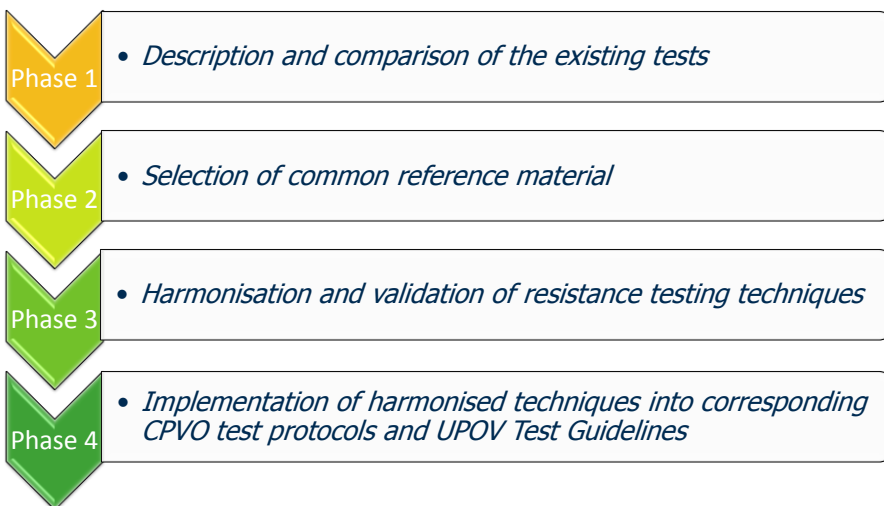 Phase 1
• Description and comparison of the existing tests
Phase 2
• Selection of common reference material
Phase 3
• Harmonisation and validation of resistance testing techniques
Phase 4
• Implementation of harmonised techniques into corresponding
CPVO test protocols and UPOV Test Guidelines